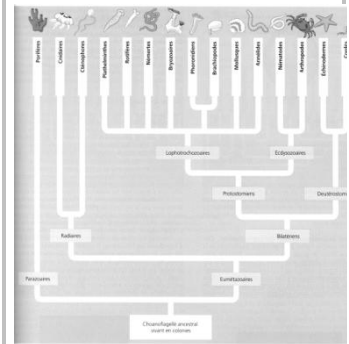 Porifères
Cnidaires
Cténophores
Plathelminthes
Rotifères
Némertes
Bryozoaires
Phoronidiens
Brachiopodes
Mollusques
Annélides
Nématodes
Arthropodes
Échinodermes
Lophotrochozoaires
Ecdysozoaires
Protostomiens
Radiaires
Bilatériens
Parazoaires
Eumétazoaires
Choanoflagellé ancestral
vivant en colonies